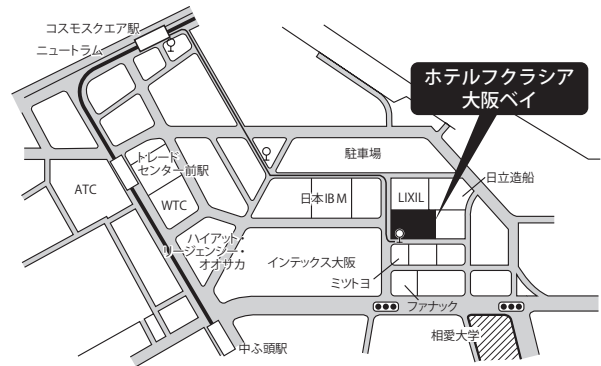 コスモスクエア駅
ニュートラム
ホテルフクラシア
大阪ベイ
トレード
センター前駅
駐車場
日立造船
ATC
WTC
日本IBM
LIXIL
ハイアット・
リージェンシー・
オオサカ
インテックス大阪
ミツトヨ
ファナック
相愛大学
中ふ頭駅